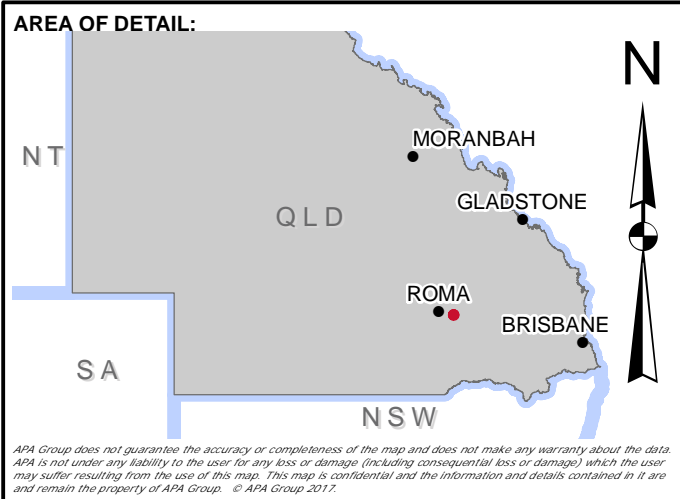 AREA OF DETAIL:
N
MORANBAH
NT
GLADSTONE
QLD
ROMA
BRISBANE
SA
NSW
APA Group does not guarantee the accuracy or completeness of the map and does not make any warranty about the data.
APA is not under any liability to the user for any loss or damage (including consequential loss or damage) which the user
may suffer resulting from the use of this map. This map is confidential and the information and details contained in it are
and remain the property of APA Group. © APA Group 2017.